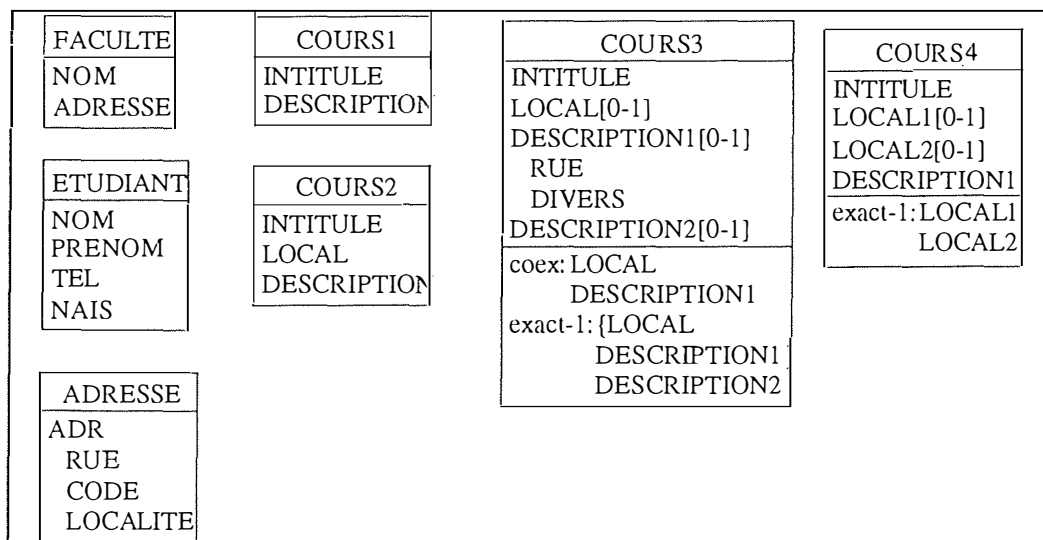 FACULTE
NOM
ADRESSE
ETUDIANT
NOM
PRENOM
TEL
NAIS
ADRESSE
ADR
RUE
CODE
LOCALITE
COURS1
INTITULE
DESCRIPTION
COURS2
INTITULE
LOCAL
DESCRIPTION
COURS3
INTITULE
LOCAL[0-1]
DESCRIPTION1[0-1]
RUE
DIVERS
DESCRIPTION2[0-1]
coex: LOCAL
DESCRIPTION1
exact-1: {LOCAL
DESCRIPTION1
DESCRIPTION2
COURS4
INTITULE
LOCAL1[0-1]
LOCAL2[0-1]
DESCRIPTION1
exact-1: LOCAL1
LOCAL2